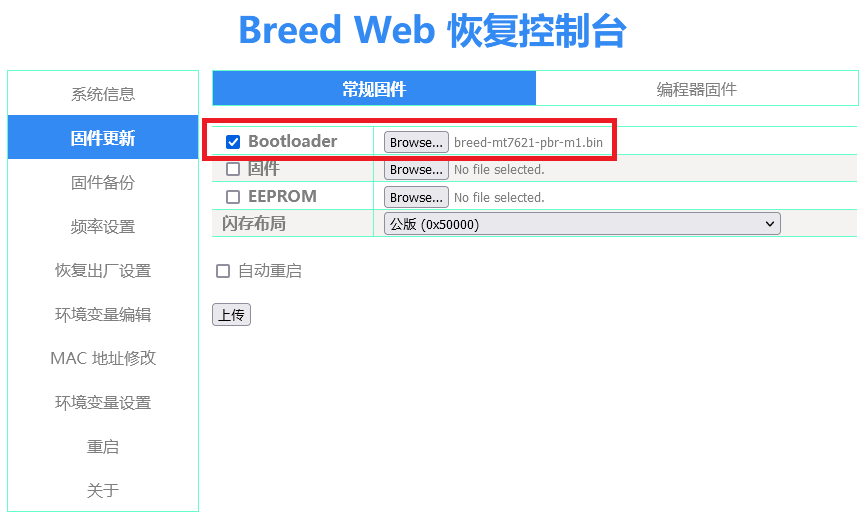 Breed Web 恢复控制台
系统信息
固件更新
固件备份
频率设置
恢复出厂设置
环境变量编辑
MAC 地址修改
环境变量设置
重启
关于
常规固件 编程器固件
Bootloader Browse... breed-mt7621-pbr-m1.bin
固件 Browse... No file selected.
EEPROM Browse... No file selected.
闪存布局 公版 (0x50000)
自动重启
上传